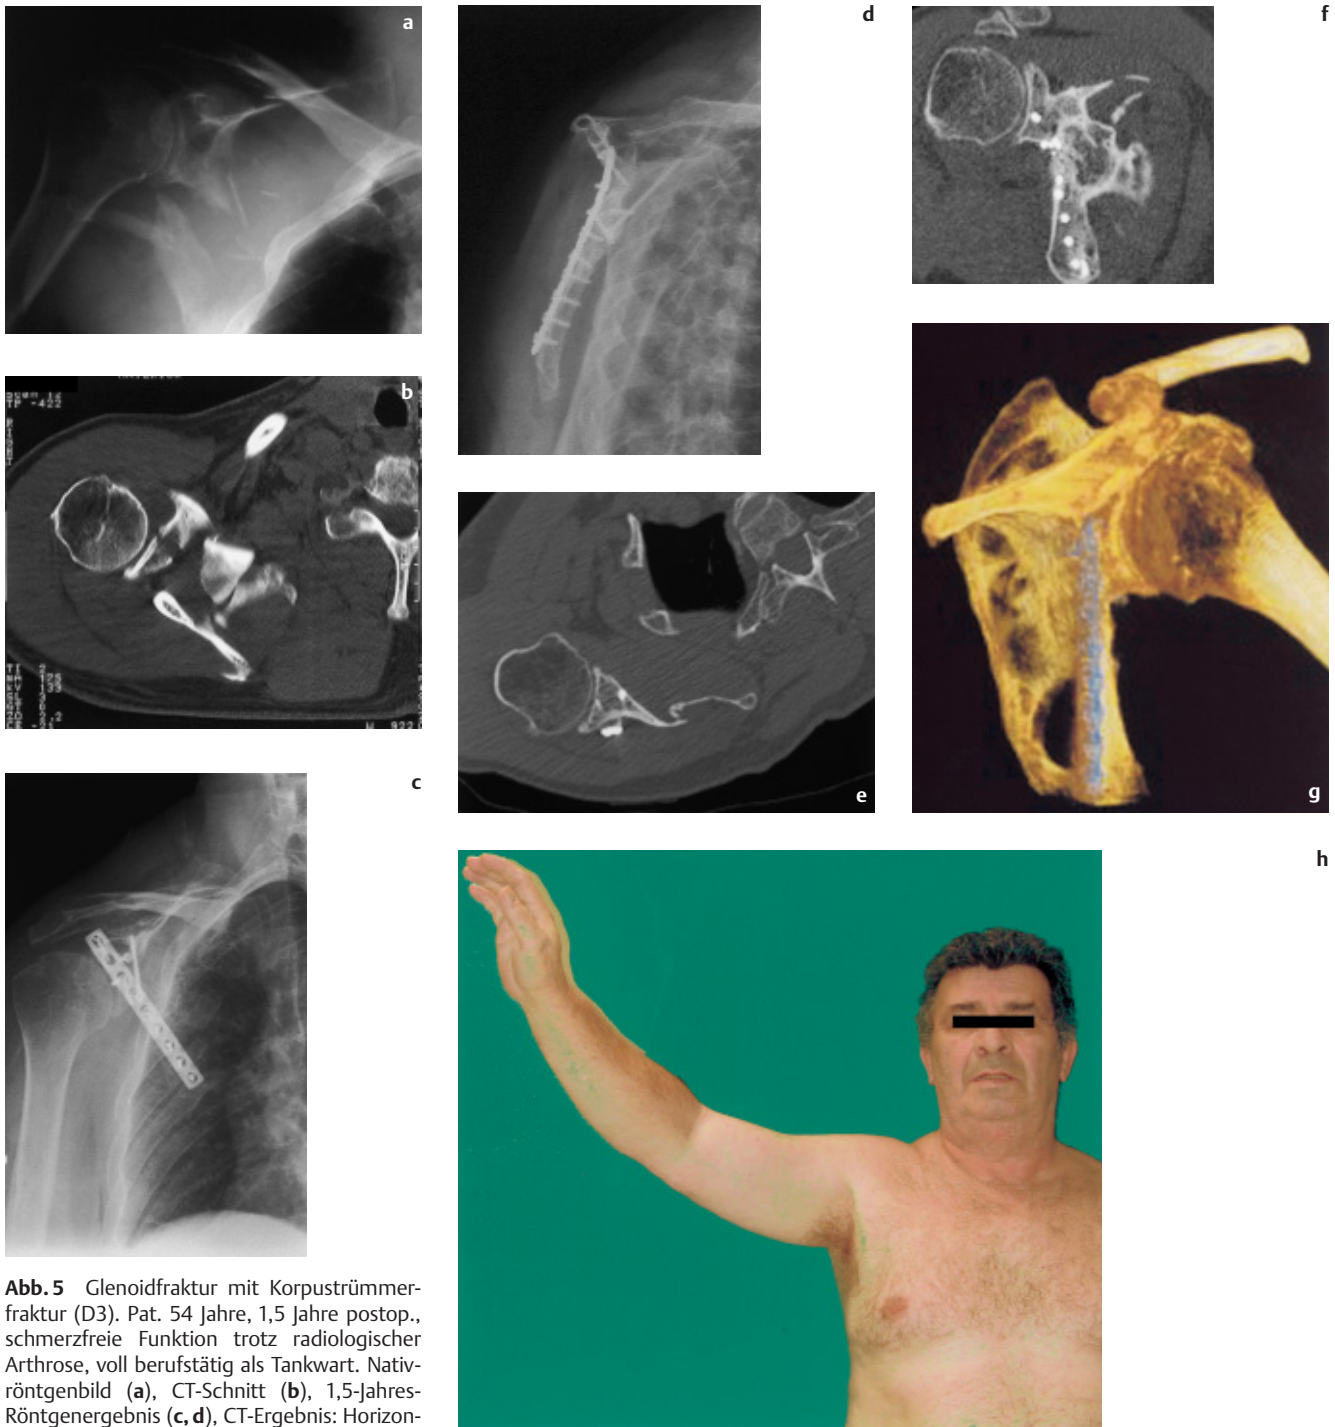 a
d
f
b
e
g
c
h
Abb. 5 Glenoidfraktur mit Korpustrümmer-
fraktur (D3). Pat. 54 Jahre, 1,5 Jahre postop.,
schmerzfreie Funktion trotz radiologischer
Arthrose, voll berufstätig als Tankwart. Nativ-
röntgenbild (a), CT-Schnitt (b), 1,5-Jahres-
Röntgenergebnis (c, d), CT-Ergebnis: Horizon-